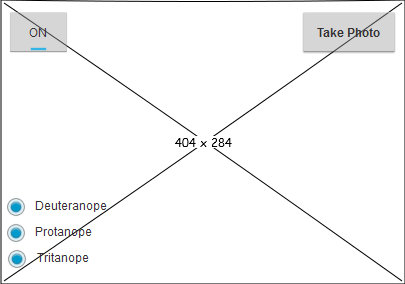 ON
Take Photo
404 x 284
Deuteranope
Protanope
Tritanope